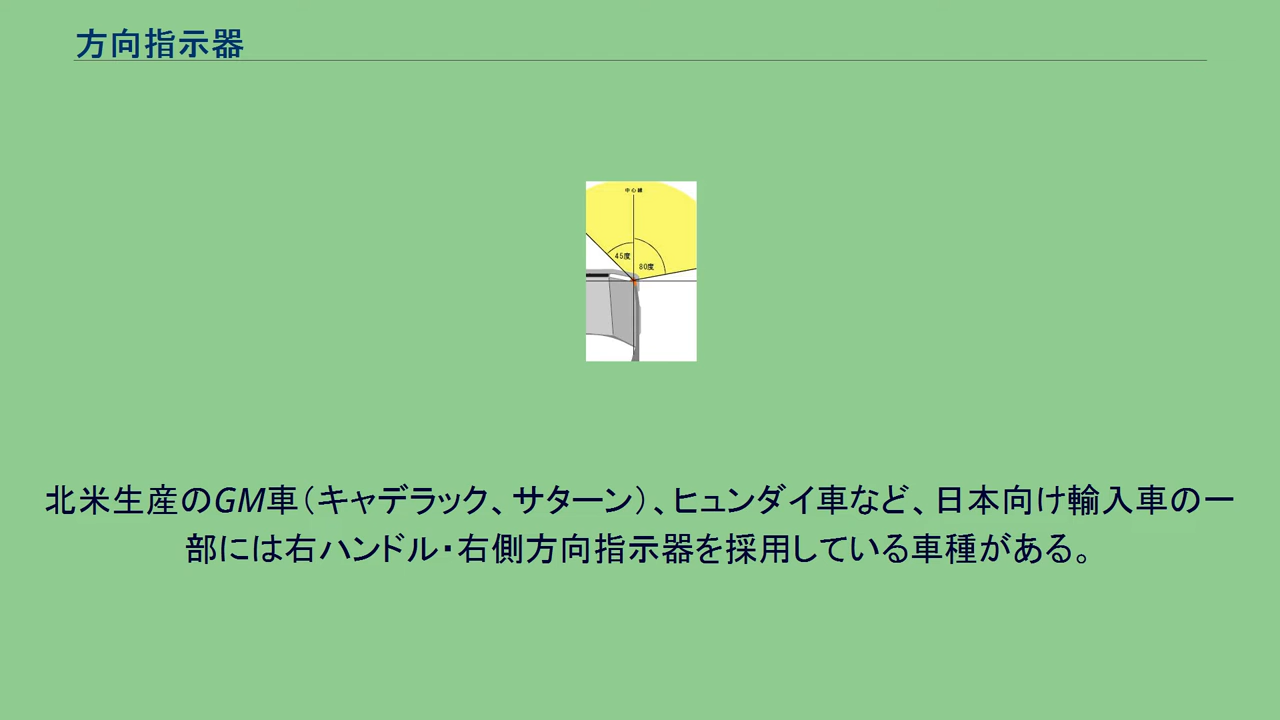 方向指示器
中心線
45度
80度
北米生産のGM車（キャデラック、サターン）、ヒュンダイ車など、日本向け輸入車の一
部には右ハンドル・右側方向指示器を採用している車種がある。